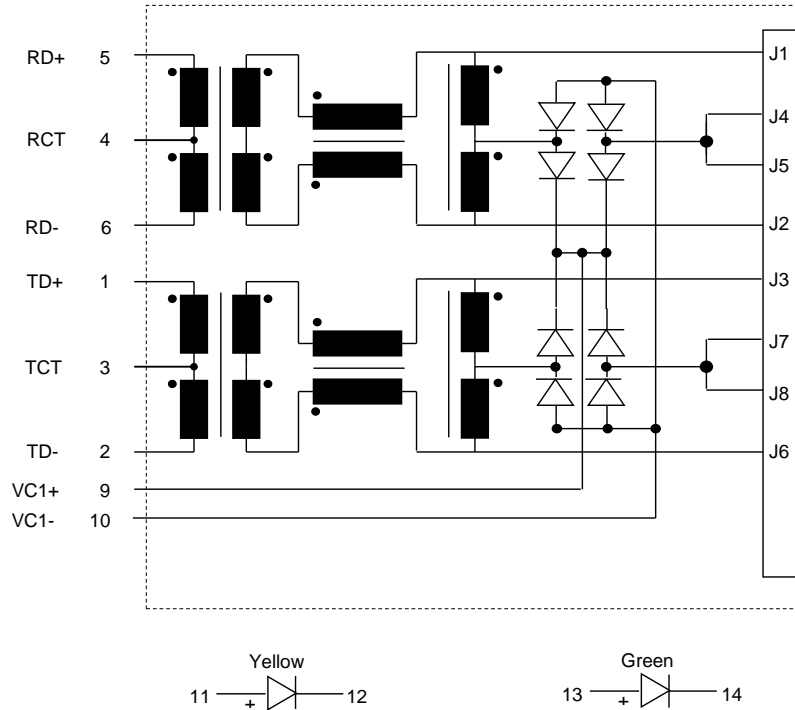 RD+ 5 J1
J4
RCT 4
J5
RD- 6 J2
TD+ 1 J3
J7
TCT 3
J8
TD- 2 J6
VC1+ 9
VC1- 10
Yellow Green
11 + 12 13 + 14